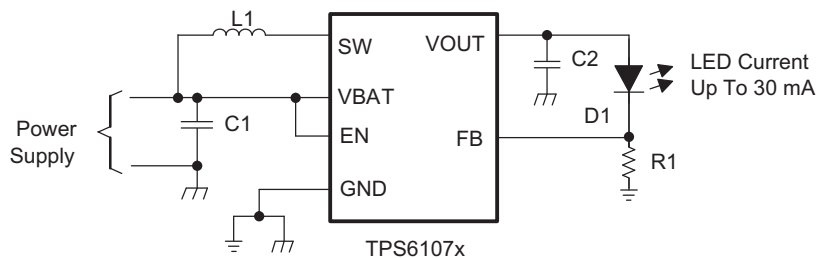 L1
SW
VOUT
C2
LED Current
Up To 30 mA
D1
VBAT
C1
EN
FB
Power
Supply
R1
GND
TPS6107x